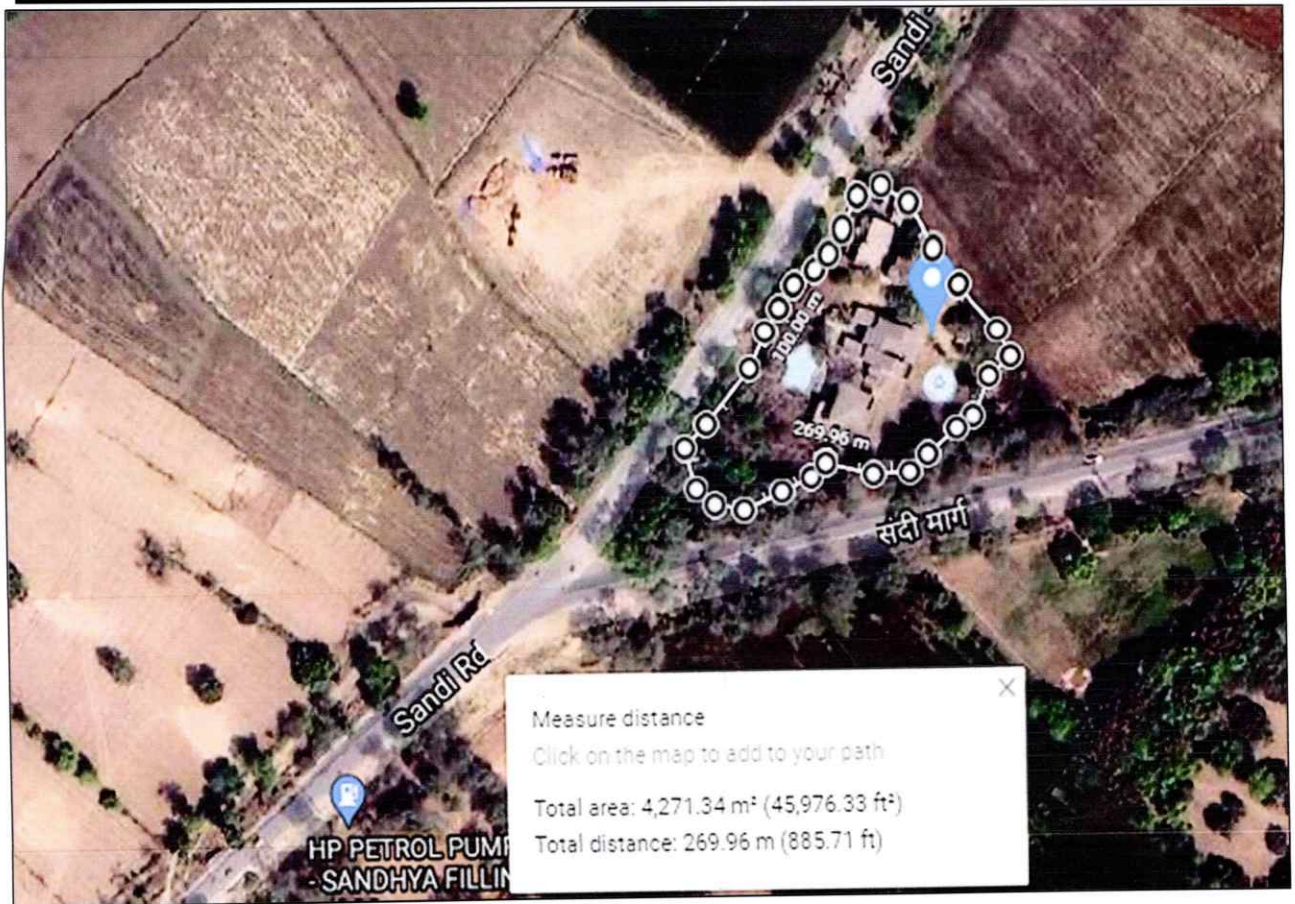 Sandi
100.00 m
269.96 m
संदी मार्ग
Sandi Rd
HP PETROL PUMP
- SANDHYA FILLIN
Measure distance
Click on the map to add to your path
Total area: 4,271.34 m² (45,976.33 ft²)
Total distance: 269.96 m (885.71 ft)